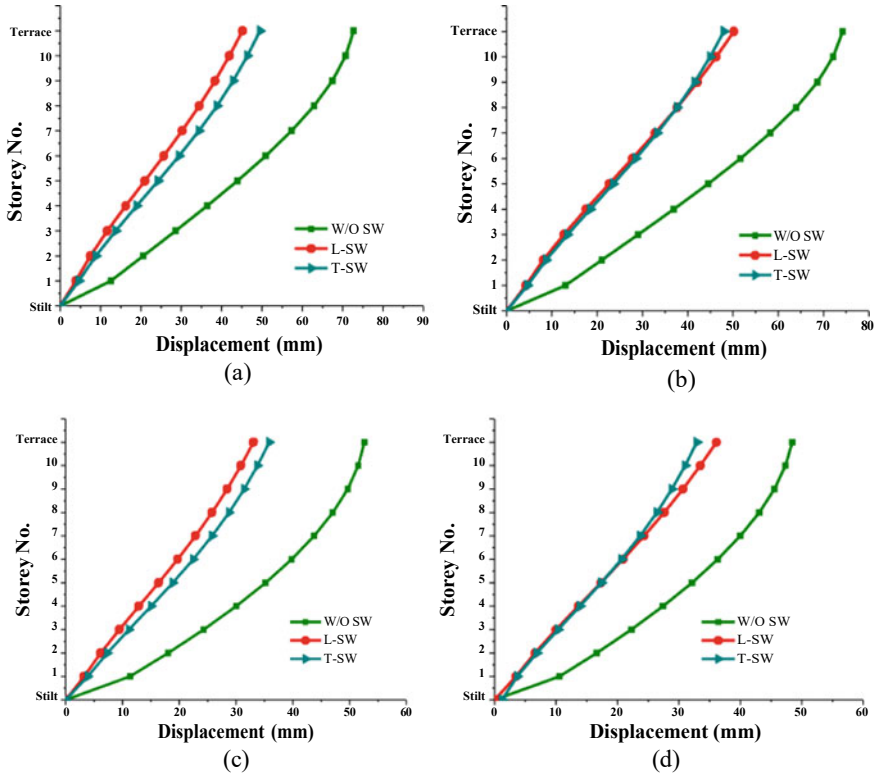 Terrace
10
9
8
7
6
5
4
3
2
1
Stilt
Storey No.
W/O SW
L-SW
T-SW
0 10 20 30 40 50 60 70 80 90
Displacement (mm)
(a)
Terrace
10
9
8
7
6
5
4
3
2
1
Stilt
Storey No.
W/O SW
L-SW
T-SW
0 10 20 30 40 50 60 70 80
Displacement (mm)
(b)
Terrace
10
9
8
7
6
5
4
3
2
1
Stilt
Storey No.
W/O SW
L-SW
T-SW
0 10 20 30 40 50 60
Displacement (mm)
(c)
Terrace
10
9
8
7
6
5
4
3
2
1
Stilt
Storey No.
W/O SW
L-SW
T-SW
0 10 20 30 40 50 60
Displacement (mm)
(d)